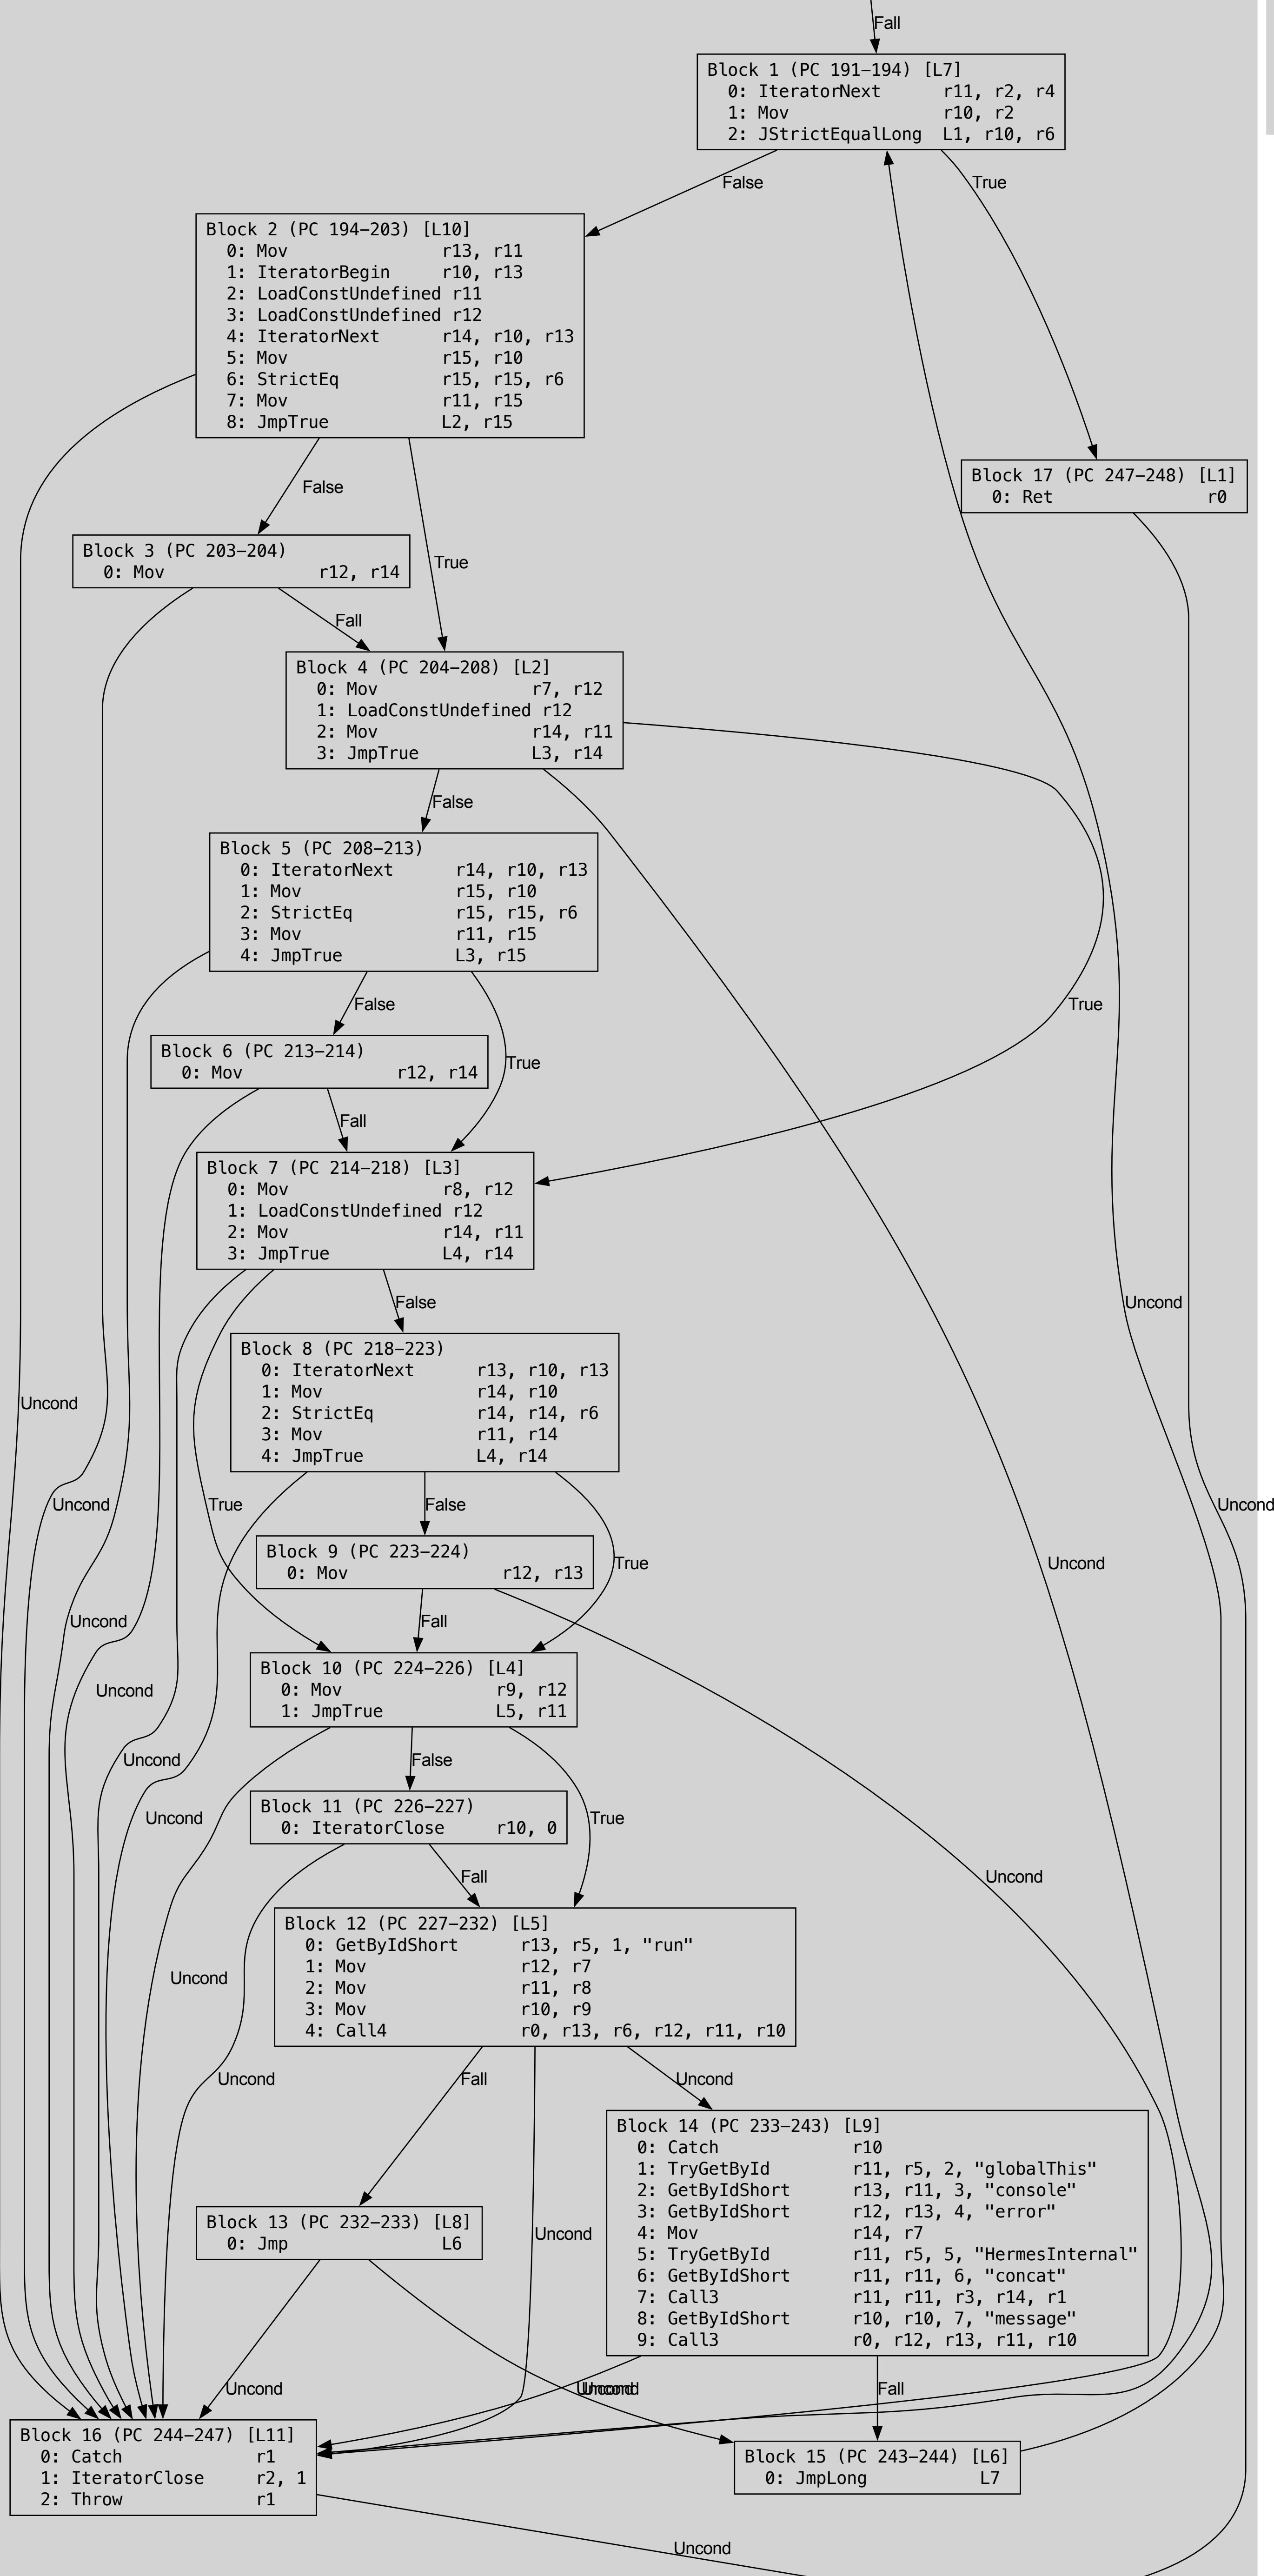 Fall
Block 1 (PC 191–194) [L7]
0: IteratorNext r11, r2, r4
1: Mov r10, r2
2: JStrictEqualLong L1, r10, r6
False
True
Block 2 (PC 194–203) [L10]
0: Mov r13, r11
1: IteratorBegin r10, r13
2: LoadConstUndefined r11
3: LoadConstUndefined r12
4: IteratorNext r14, r10, r13
5: Mov r15, r10
6: StrictEq r15, r15, r6
7: Mov r11, r15
8: JmpTrue L2, r15
Block 17 (PC 247–248) [L1]
0: Ret r0
False
True
Block 3 (PC 203–204)
0: Mov r12, r14
Fall
Block 4 (PC 204–208) [L2]
0: Mov r7, r12
1: LoadConstUndefined r12
2: Mov r14, r11
3: JmpTrue L3, r14
False
Block 5 (PC 208–213)
0: IteratorNext r14, r10, r13
1: Mov r15, r10
2: StrictEq r15, r15, r6
3: Mov r11, r15
4: JmpTrue L3, r15
False
True
True
Block 6 (PC 213–214)
0: Mov r12, r14
Fall
Block 7 (PC 214–218) [L3]
0: Mov r8, r12
1: LoadConstUndefined r12
2: Mov r14, r11
3: JmpTrue L4, r14
False
Uncond
Block 8 (PC 218–223)
0: IteratorNext r13, r10, r13
1: Mov r14, r10
2: StrictEq r14, r14, r6
3: Mov r11, r14
4: JmpTrue L4, r14
Uncond
Uncond
True
False
Uncond
True
Uncond
Block 9 (PC 223–224)
0: Mov r12, r13
Uncond
Fall
Uncond
Block 10 (PC 224–226) [L4]
0: Mov r9, r12
1: JmpTrue L5, r11
Uncond
False
Uncond
True
Block 11 (PC 226–227)
0: IteratorClose r10, 0
Fall
Uncond
Block 12 (PC 227–232) [L5]
0: GetByIdShort r13, r5, 1, "run"
1: Mov r12, r7
2: Mov r11, r8
3: Mov r10, r9
4: Call4 r0, r13, r6, r12, r11, r10
Uncond
Uncond
Fall
Uncond
Block 14 (PC 233–243) [L9]
0: Catch r10
1: TryGetById r11, r5, 2, "globalThis"
2: GetByIdShort r13, r11, 3, "console"
3: GetByIdShort r12, r13, 4, "error"
4: Mov r14, r7
5: TryGetById r11, r5, 5, "HermesInternal"
6: GetByIdShort r11, r11, 6, "concat"
7: Call3 r11, r11, r3, r14, r1
8: GetByIdShort r10, r10, 7, "message"
9: Call3 r0, r12, r13, r11, r10
Block 13 (PC 232–233) [L8]
0: Jmp L6
Uncond
Uncond
Uncond
Uncond
Fall
Block 16 (PC 244–247) [L11]
0: Catch r1
1: IteratorClose r2, 1
2: Throw r1
Block 15 (PC 243–244) [L6]
0: JmpLong L7
Uncond